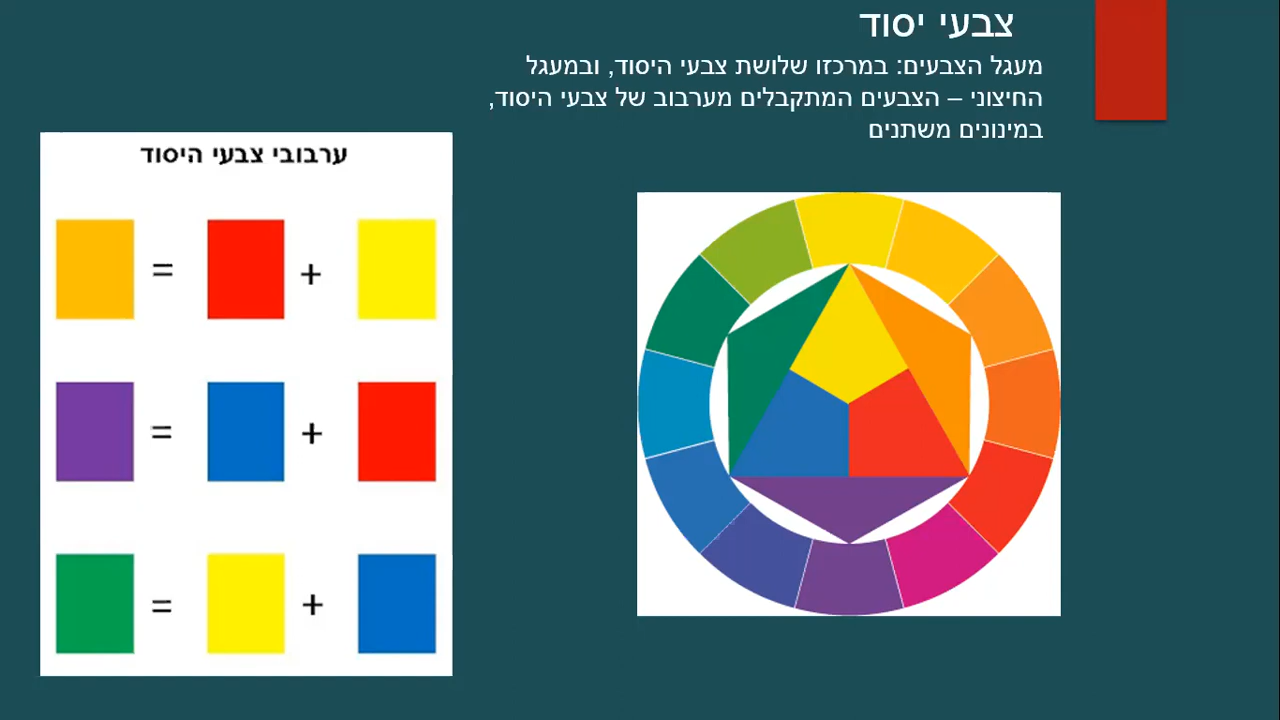 צבעי יסוד
מעגל הצבעים: במרכזו שלושת צבעי היסוד, ובמעגל
החיצוני – הצבעים המתקבלים מערבוב של צבעי היסוד,
במינונים משתנים
ערבובי צבעי היסוד
+ =
+ =
+ =